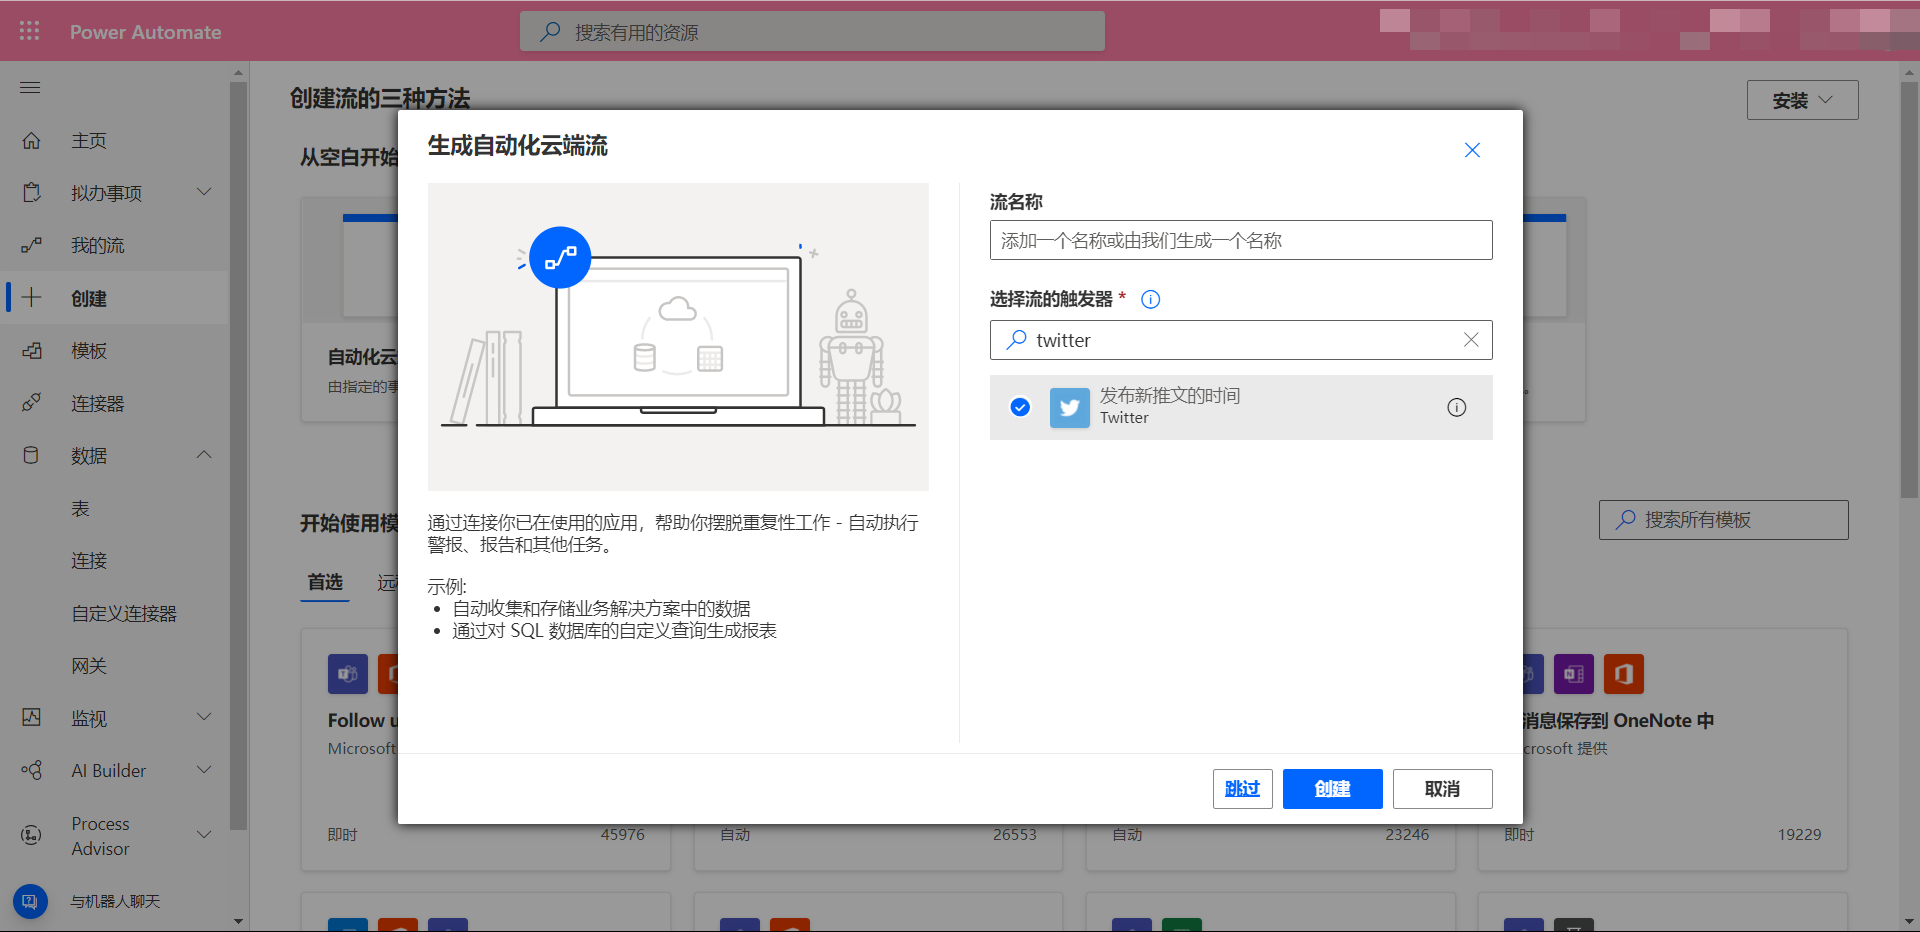 Power Automate
搜索有用的资源
主页
拟办事项
我的流
创建
模板
连接器
数据
表
连接
自定义连接器
网关
监视
AI Builder
Process
Advisor
与机器人聊天
创建流的三种方法
安装
从空白开始
自动化云
由指定的事
开始使用模
搜索所有模板
首选
远程
Follow u
Microsoft
即时
45976
自动
26553
自动
23246
消息保存到 OneNote 中
crosoft 提供
即时
19229
生成自动化云端流
通过连接你已在使用的应用，帮助你摆脱重复性工作 - 自动执行
警报、报告和其他任务。
示例:
• 自动收集和存储业务解决方案中的数据
• 通过对 SQL 数据库的自定义查询生成报表
流名称
添加一个名称或由我们生成一个名称
选择流的触发器 *
twitter
发布新推文的时间
Twitter
跳过
创建
取消